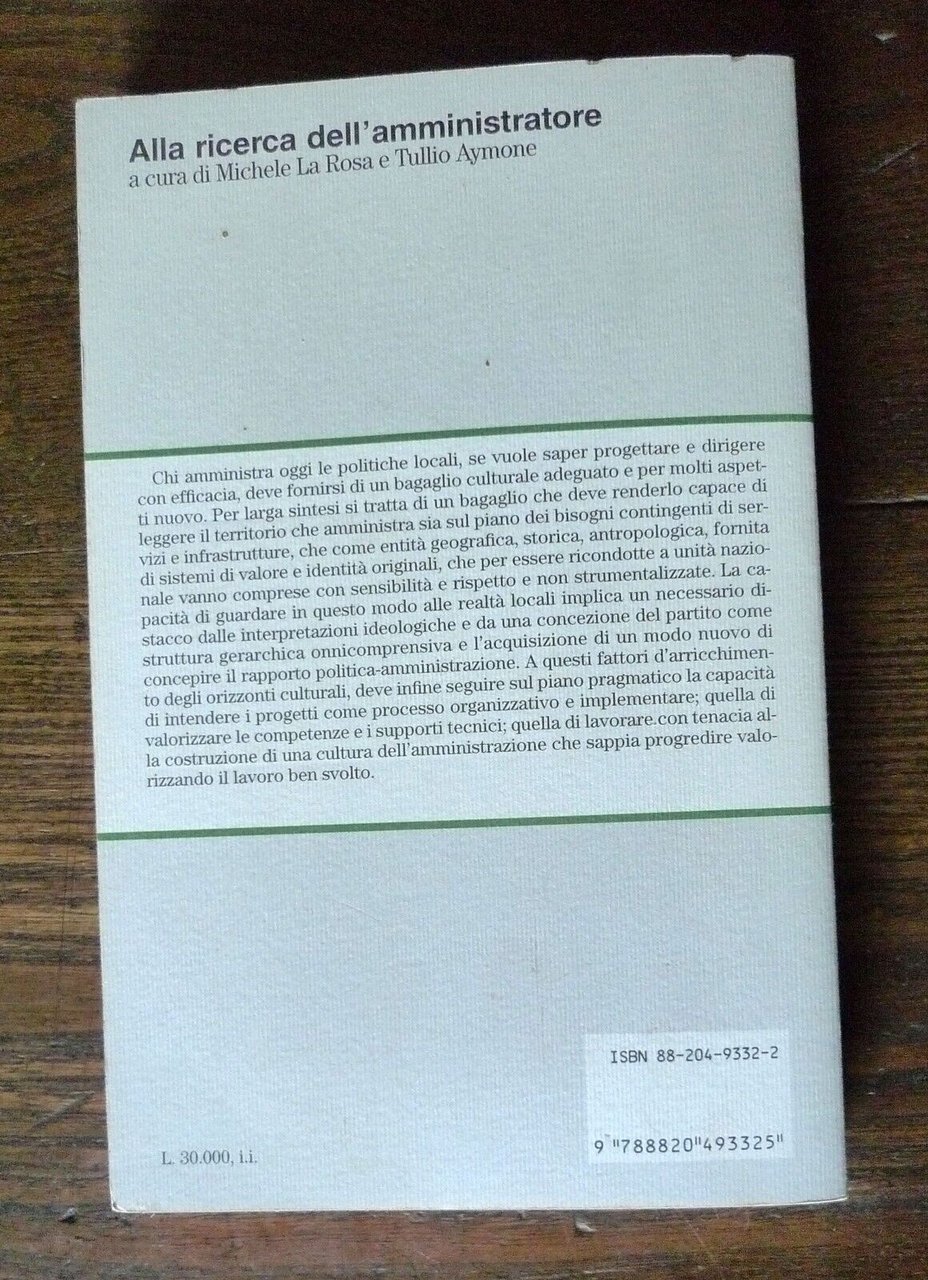 Alla ricerca dell'amministratore
a cura di Michele La Rosa e Tullio Aymone
Chi amministra oggi le politiche locali, se vuole saper progettare e dirigere
con efficacia, deve fornirsi di un bagaglio culturale adeguato e per molti aspet-
ti nuovo. Per larga sintesi si tratta di un bagaglio che deve renderlo capace di
leggere il territorio che amministra sia sul piano dei bisogni contingenti di ser-
vizi e infrastrutture, che come entità geografica, storica, antropologica, fornita
di sistemi di valore e identità originali, che per essere ricondotte a unità nazio-
nale vanno comprese con sensibilità e rispetto e non strumentalizzate. La ca-
pacità di guardare in questo modo alle realtà locali implica un necessario di-
stacco dalle interpretazioni ideologiche e da una concezione del partito come
struttura gerarchica onnicomprensiva e l'acquisizione di un modo nuovo di
concepire il rapporto politica-amministrazione. A questi fattori d'arricchimen-
to degli orizzonti culturali, deve infine seguire sul piano pragmatico la capacità
di intendere i progetti come processo organizzativo e implementare; quella di
valorizzare le competenze e i supporti tecnici; quella di lavorare.con tenacia al-
la costruzione di una cultura dell'amministrazione che sappia progredire valo-
rizzando il lavoro ben svolto.
ISBN 88-204-9332-2
9 "788820"493325"
L. 30.000, i.i.